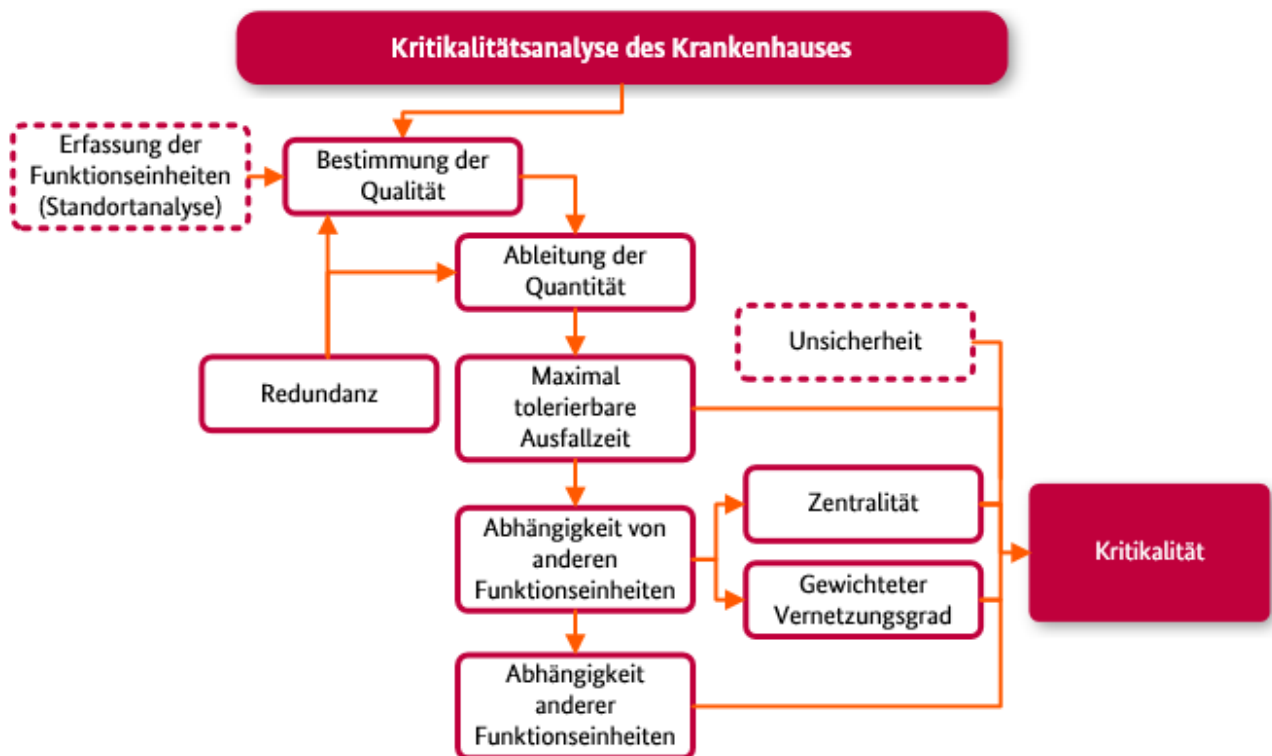 Kritikalitätsanalyse des Krankenhauses
Erfassung der
Funktionseinheiten
(Standortanalyse)
Bestimmung der
Qualität
Ableitung der
Quantität
Unsicherheit
Redundanz
Maximal
tolerierbare
Ausfallzeit
Zentralität
Abhängigkeit von
anderen
Funktionseinheiten
Kritikalität
Gewichteter
Vernetzungsgrad
Abhängigkeit
anderer
Funktionseinheiten